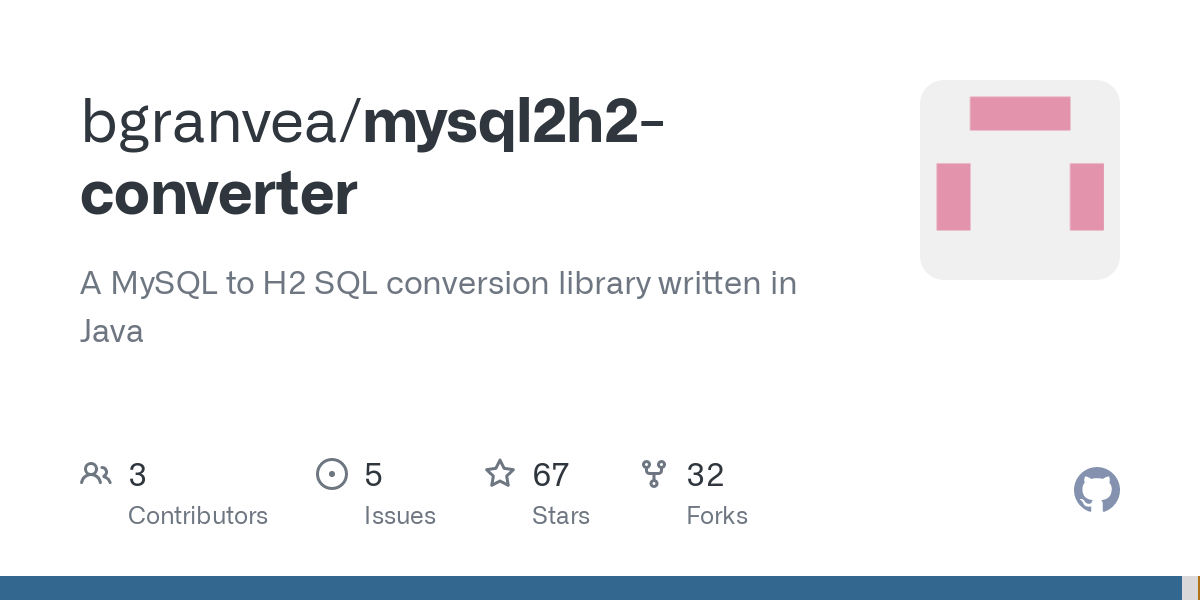 bgranvea/mysql2h2-
converter
A MySQL to H2 SQL conversion library written in
Java
3 5 67 32
Contributors Issues Stars Forks